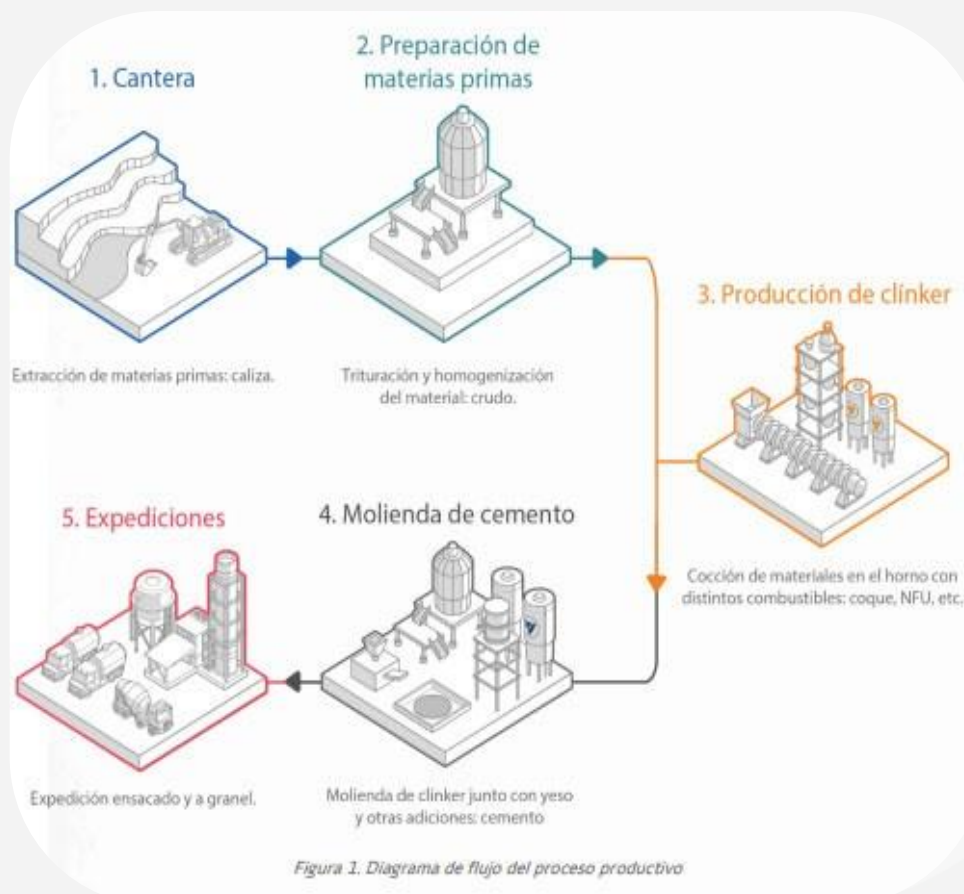 1. Cantera
Extracción de materias primas: caliza.
2. Preparación de
materias primas
Trituración y homogenización
del material: crudo.
3. Producción de clínker
Cocción de materiales en el horno con
distintos combustibles: coque, NFU, etc.
4. Molienda de cemento
Molienda de clinker junto con yeso
y otras adiciones: cemento
5. Expediciones
Expedición ensacado y a granel.
Figura 1. Diagrama de flujo del proceso productivo